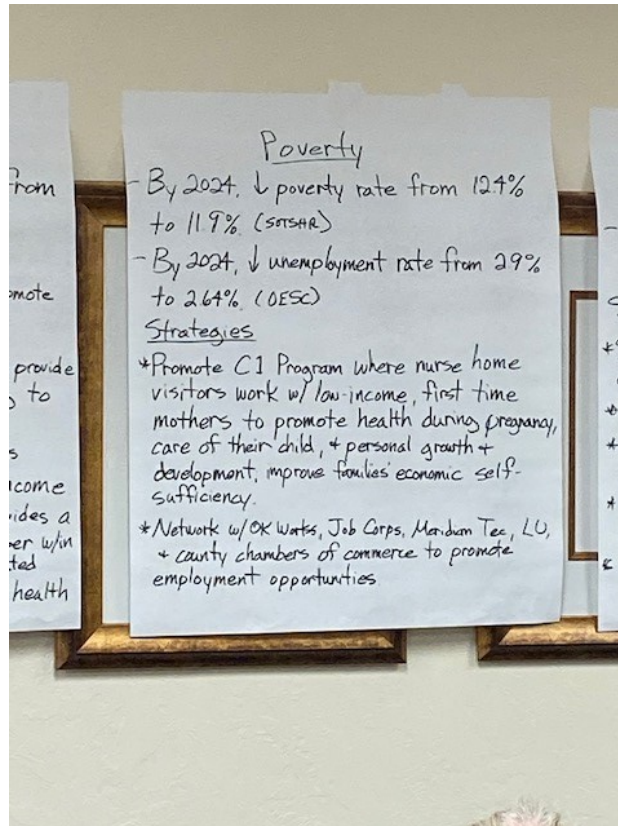 Poverty
- By 2024, ↓ poverty rate from 12.4%
to 11.9% (SOTSHR)
- By 2024, ↓ unemployment rate from 2.9%
to 2.64% (OESC)
Strategies
*Promote C1 Program where nurse home
visitors work w/ low-income, first time
mothers to promote health during pregnancy,
care of their child, + personal growth +
development, improve families' economic self-
sufficiency.
*Network w/ OK Works, Job Corps, Meridian Tec, LU,
+ county chambers of commerce to promote
employment opportunities
from
provide
to
s
come
ides a
er w/in
ted
health